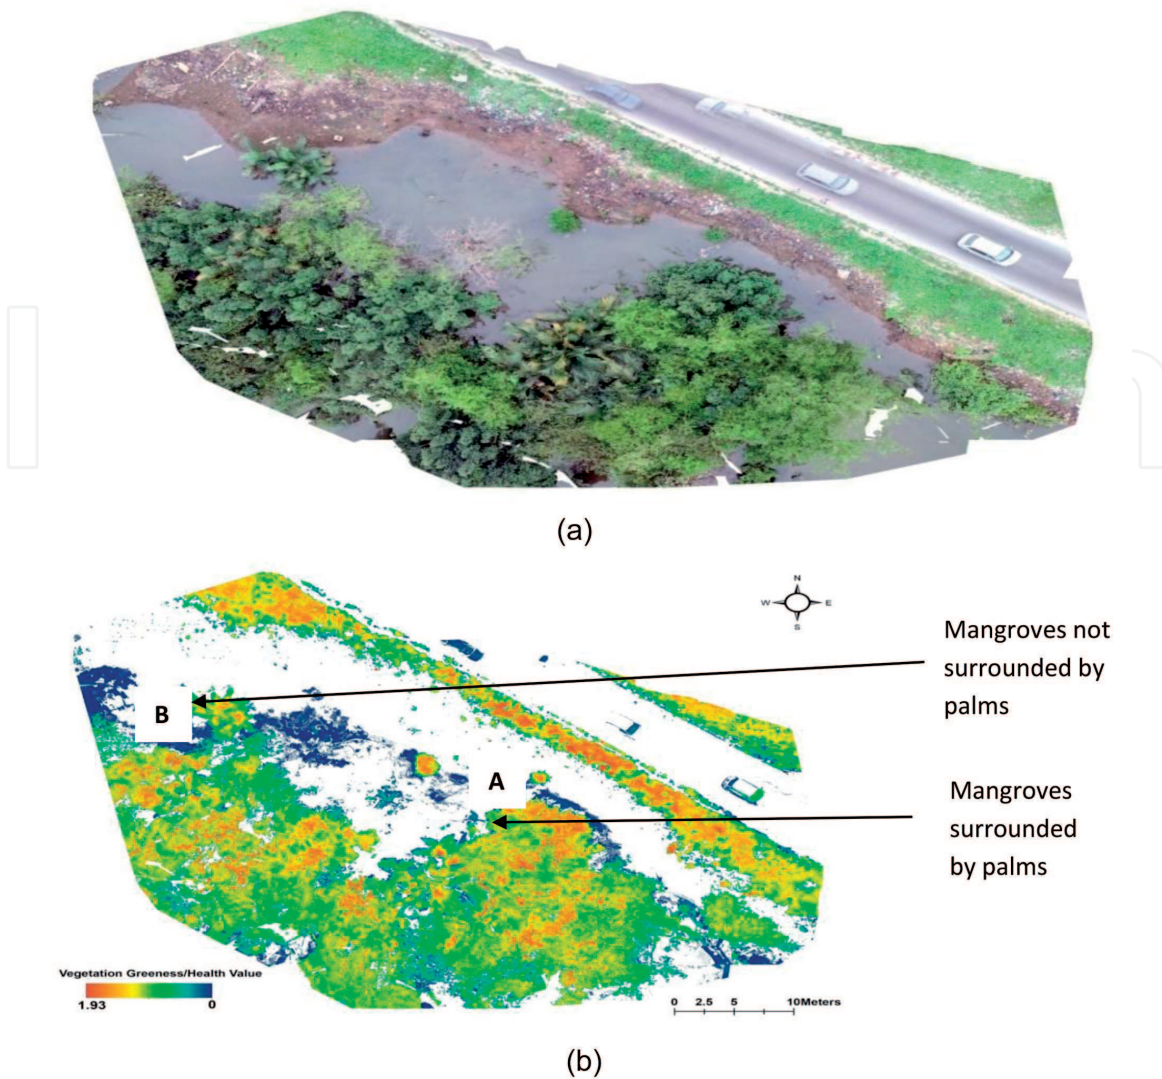 (a)
N
W E
S
Mangroves not
surrounded by
palms
B
A
Mangroves
surrounded
by palms
Vegetation Greeness/Health Value
1.93 0
0 2.5 5 10Meters
(b)